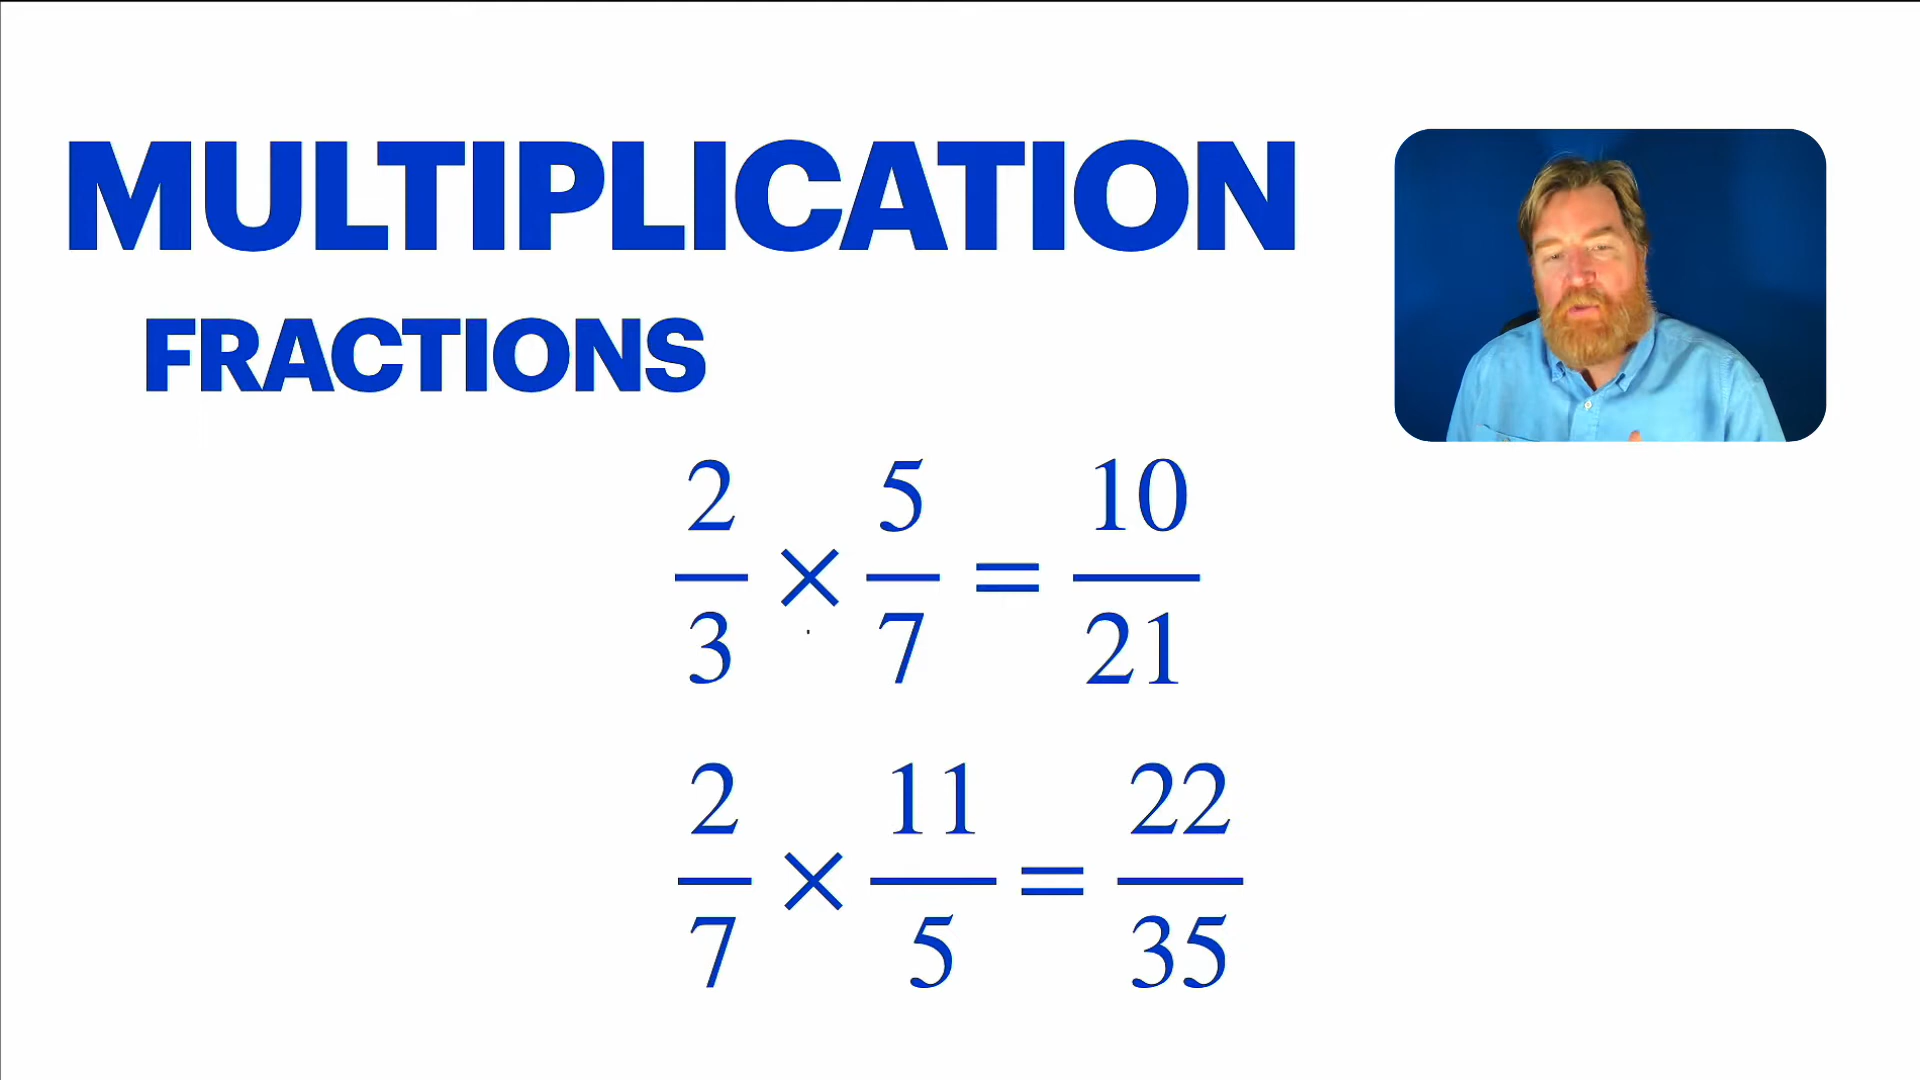 MULTIPLICATION
FRACTIONS
2/3 × 5/7 = 10/21
2/7 × 11/5 = 22/35